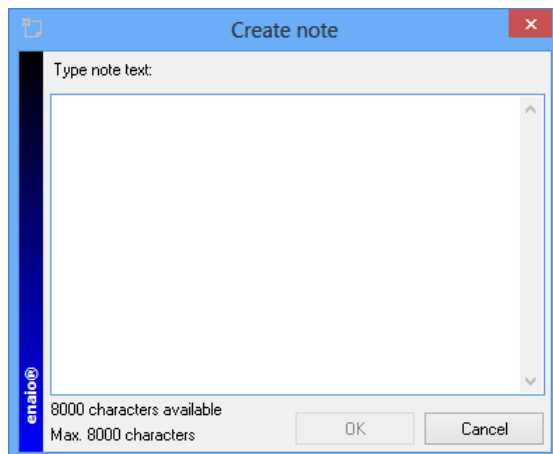 Create note
Type note text:
enaio®
8000 characters available
Max. 8000 characters
OK
Cancel